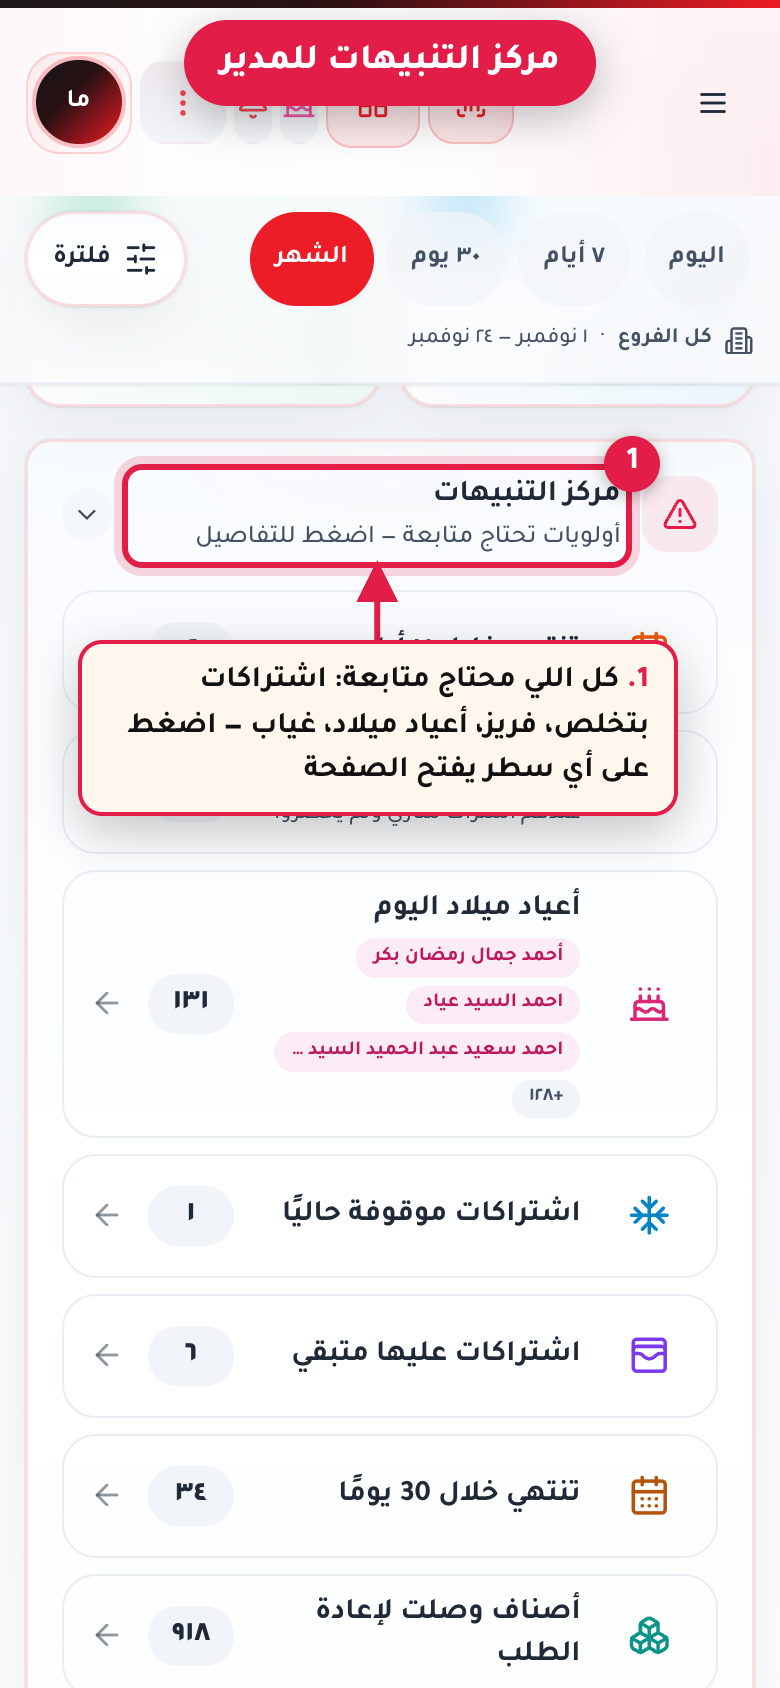 مركز التنبيهات للمدير
ما
اليوم
٧ أيام
٣٠ يوم
الشهر
فلترة
كل الفروع · ١ نوفمبر – ٢٤ نوفمبر
1
مركز التنبيهات
أولويات تحتاج متابعة – اضغط للتفاصيل
1. كل اللي محتاج متابعة: اشتراكات
بتخلص، فريز، أعياد ميلاد، غياب – اضغط
على أي سطر يفتح الصفحة
أعياد ميلاد اليوم
أحمد جمال رمضان بكر
احمد السيد عياد
احمد سعيد عبد الحميد السيد ...
+١٢٨
١٣١
اشتراكات موقوفة حاليًا
١
اشتراكات عليها متبقي
٦
تنتهي خلال 30 يومًا
٣٤
أصناف وصلت لإعادة
الطلب
٩١٨